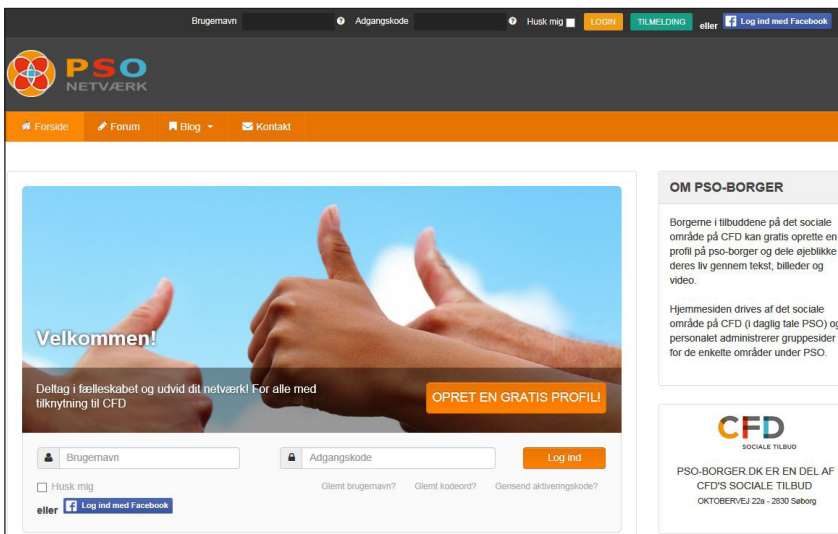 Brugernavn Adgangskode Husk mig LOGIN TILMELDING eller Log ind med Facebook
PSO
NETVÆRK
Forside Forum Blog Kontakt
Velkommen!
Deltag i fælleskabet og udvid dit netværk! For alle med
tilknytning til CFD
OPRET EN GRATIS PROFIL!
Brugernavn Adgangskode Log ind
Husk mig Glemt brugernavn? Glemt kodeord? Gensend aktiveringskode?
eller Log ind med Facebook
OM PSO-BORGER
Borgerne i tilbuddene på det sociale
område på CFD kan gratis oprette en
profil på pso-borger og dele øjeblikke
deres liv gennem tekst, billeder og
video.
Hjemmesiden drives af det sociale
område på CFD (i daglig tale PSO) og
personalet administrerer gruppesider
for de enkelte områder under PSO.
CFD
SOCIALE TILBUD
PSO-BORGER.DK ER EN DEL AF
CFD'S SOCIALE TILBUD
OKTOBERVEJ 22a - 2830 Søborg